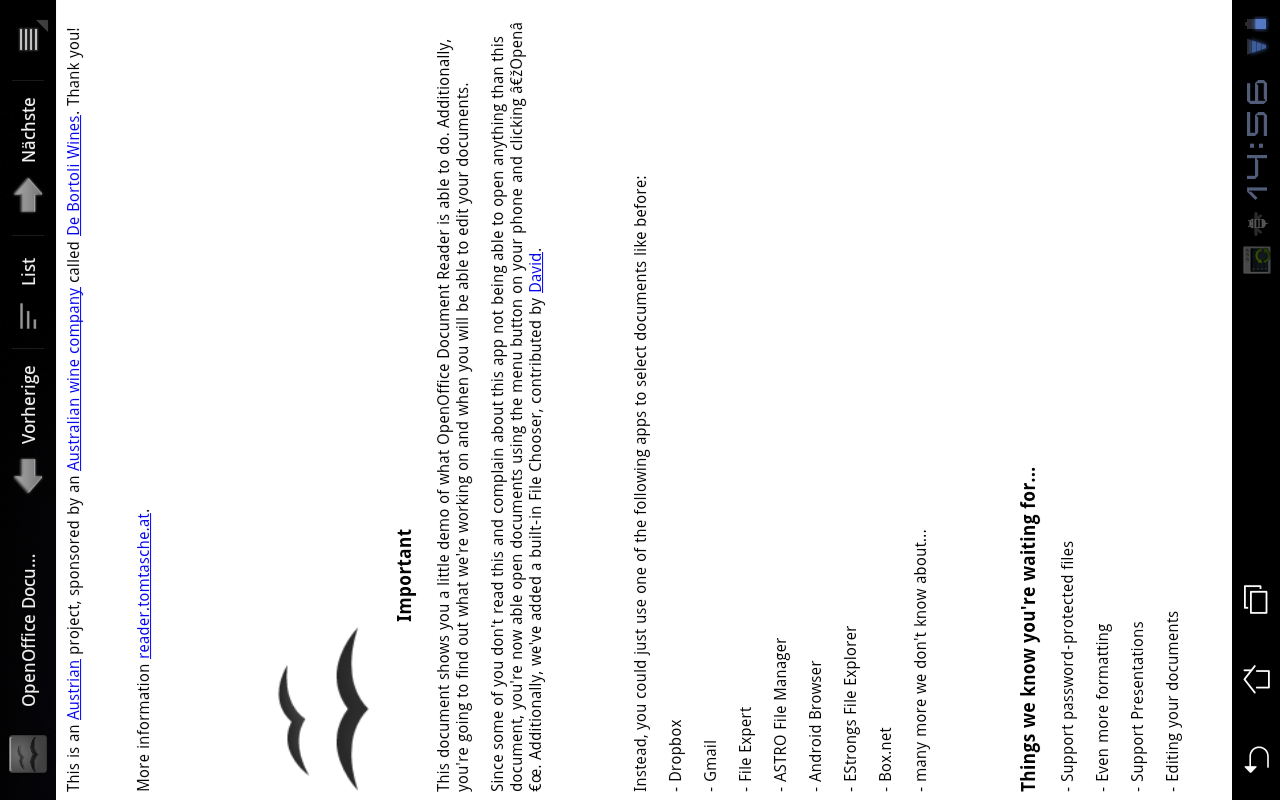 OpenOffice Docu...
Vorherige
List
Nächste
This is an Austrian project, sponsored by an Australian wine company called De Bortoli Wines. Thank you!
More information reader.tomtasche.at.
Important
This document shows you a little demo of what OpenOffice Document Reader is able to do. Additionally,
you're going to find out what we're working on and when you will be able to edit your documents.
Since some of you don't read this and complain about this app not being able to open anything than this
document, you're now able open documents using the menu button on your phone and clicking â€žOpenâ
€œ. Additionally, we've added a built-in File Chooser, contributed by David.
Instead, you could just use one of the following apps to select documents like before:
- Dropbox
- Gmail
- File Expert
- ASTRO File Manager
- Android Browser
- EStrongs File Explorer
- Box.net
- many more we don't know about...
Things we know you're waiting for...
- Support password-protected files
- Even more formatting
- Support Presentations
- Editing your documents
14:56